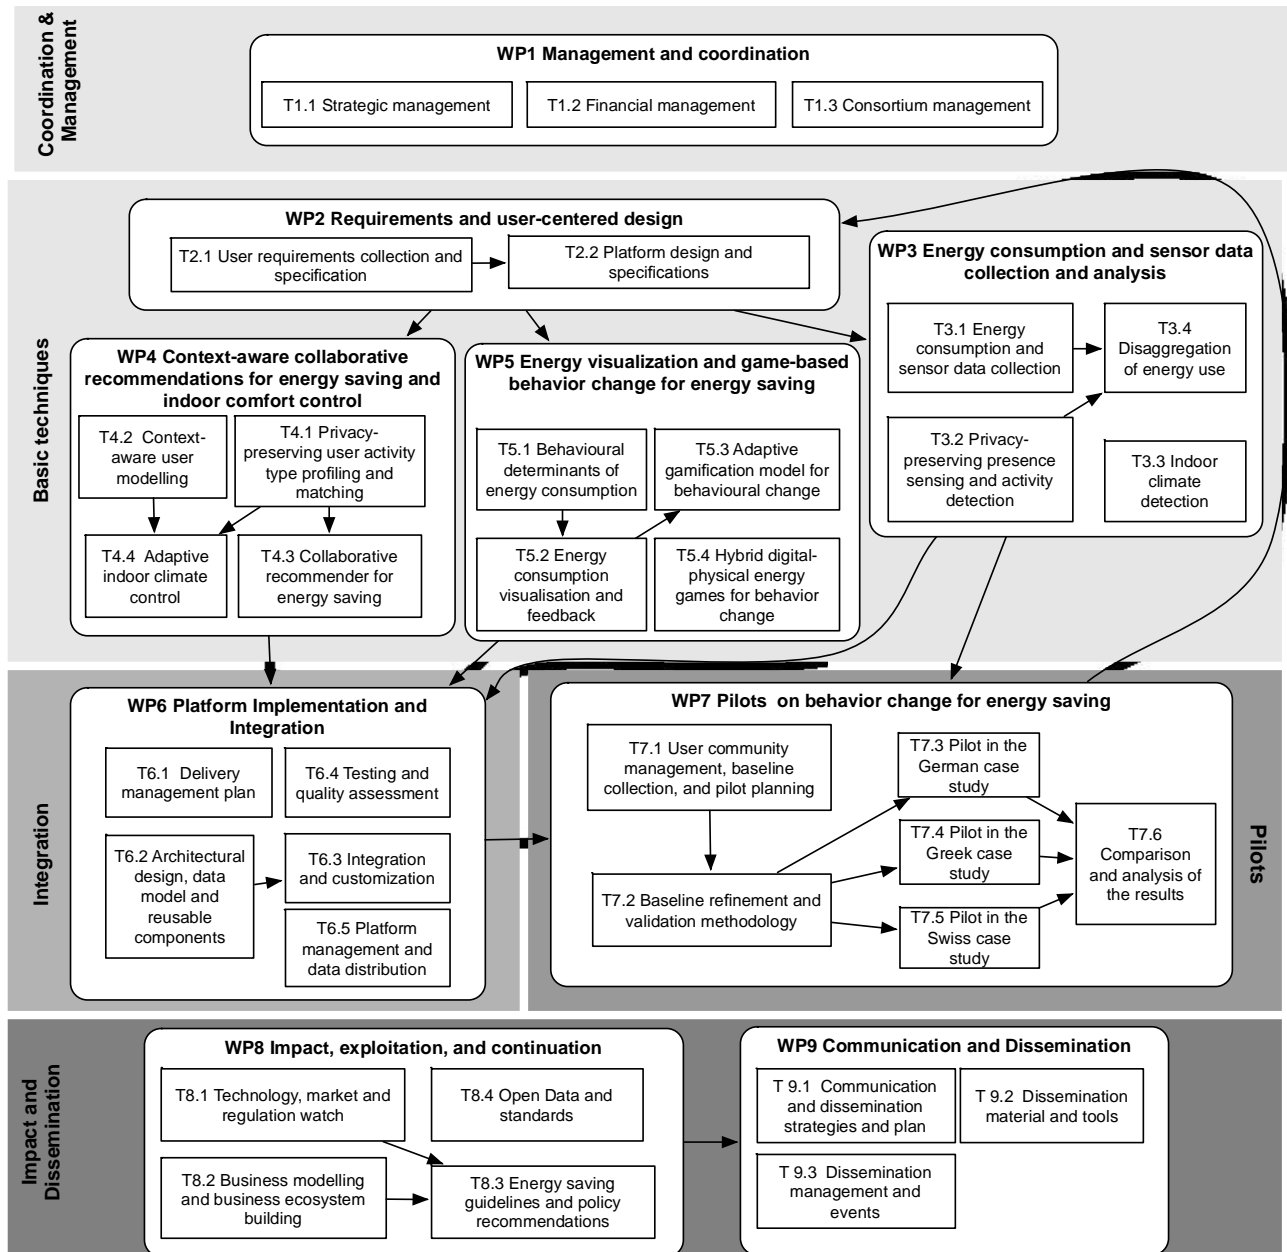 Coordination &
Management
WP1 Management and coordination
T1.1 Strategic management
T1.2 Financial management
T1.3 Consortium management
Basic techniques
WP2 Requirements and user-centered design
T2.1 User requirements collection and
specification
T2.2 Platform design and
specifications
WP3 Energy consumption and sensor data
collection and analysis
T3.1 Energy
consumption and
sensor data collection
T3.4
Disaggregation
of energy use
T3.2 Privacy-
preserving presence
sensing and activity
detection
T3.3 Indoor
climate
detection
WP4 Context-aware collaborative
recommendations for energy saving and
indoor comfort control
T4.2 Context-
aware user
modelling
T4.1 Privacy-
preserving user activity
type profiling and
matching
T4.4 Adaptive
indoor climate
control
T4.3 Collaborative
recommender for
energy saving
WP5 Energy visualization and game-based
behavior change for energy saving
T5.1 Behavioural
determinants of
energy consumption
T5.3 Adaptive
gamification model for
behavioural change
T5.2 Energy
consumption
visualisation and
feedback
T5.4 Hybrid digital-
physical energy
games for behavior
change
Integration
WP6 Platform Implementation and
Integration
T6.1 Delivery
management plan
T6.4 Testing and
quality assessment
T6.2 Architectural
design, data
model and
reusable
components
T6.3 Integration
and customization
T6.5 Platform
management and
data distribution
Pilots
WP7 Pilots on behavior change for energy saving
T7.1 User community
management, baseline
collection, and pilot planning
T7.2 Baseline refinement and
validation methodology
T7.3 Pilot in the
German case
study
T7.4 Pilot in the
Greek case
study
T7.5 Pilot in the
Swiss case
study
T7.6
Comparison
and analysis of
the results
Impact and
Dissemination
WP8 Impact, exploitation, and continuation
T8.1 Technology, market and
regulation watch
T8.4 Open Data and
standards
T8.2 Business modelling
and business ecosystem
building
T8.3 Energy saving
guidelines and policy
recommendations
WP9 Communication and Dissemination
T 9.1 Communication
and dissemination
strategies and plan
T 9.2 Dissemination
material and tools
T 9.3 Dissemination
management and
events